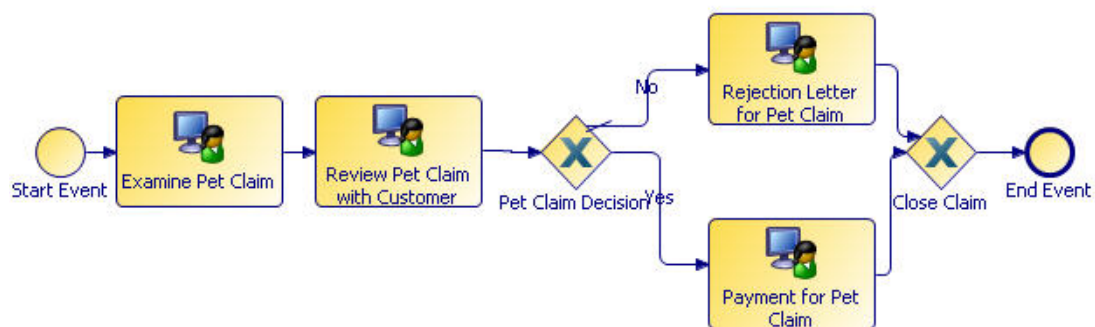 Start Event
Examine Pet Claim
Review Pet Claim
with Customer
Pet Claim Decision
No
Yes
Rejection Letter
for Pet Claim
Payment for Pet
Claim
Close Claim
End Event